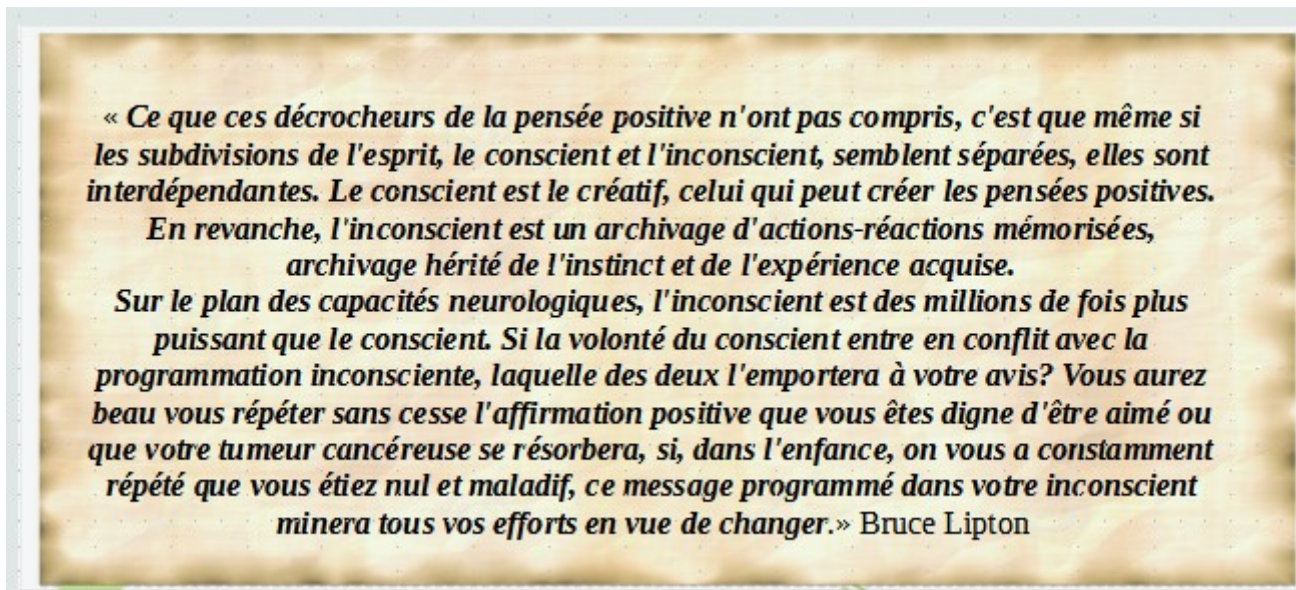 « Ce que ces décrocheurs de la pensée positive n'ont pas compris, c'est que même si
les subdivisions de l'esprit, le conscient et l'inconscient, semblent séparées, elles sont
interdépendantes. Le conscient est le créatif, celui qui peut créer les pensées positives.
En revanche, l'inconscient est un archivage d'actions-réactions mémorisées,
archivage hérité de l'instinct et de l'expérience acquise.
Sur le plan des capacités neurologiques, l'inconscient est des millions de fois plus
puissant que le conscient. Si la volonté du conscient entre en conflit avec la
programmation inconsciente, laquelle des deux l'emportera à votre avis? Vous aurez
beau vous répéter sans cesse l'affirmation positive que vous êtes digne d'être aimé ou
que votre tumeur cancéreuse se résorbera, si, dans l'enfance, on vous a constamment
répété que vous étiez nul et maladif, ce message programmé dans votre inconscient
minera tous vos efforts en vue de changer.» Bruce Lipton